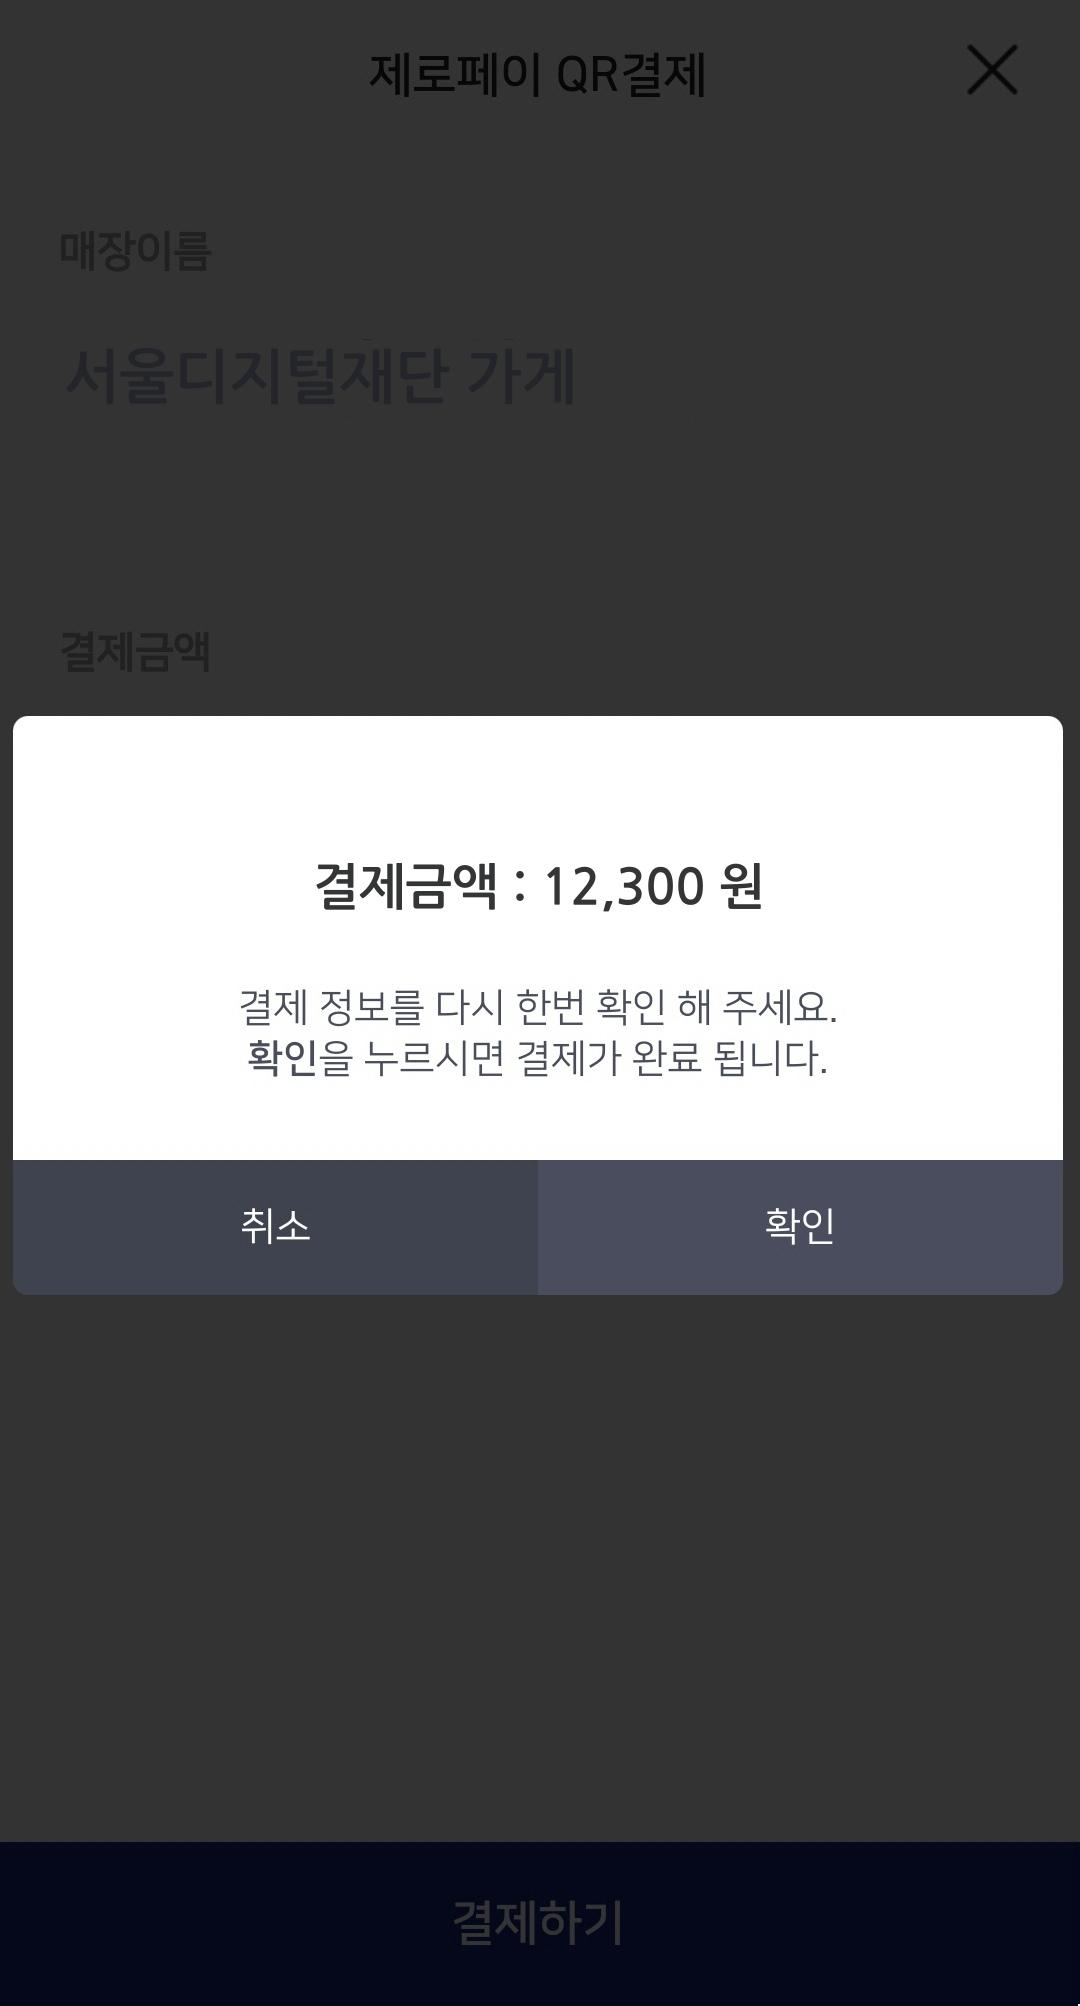 제로페이 QR결제
매장이름
서울디지털재단 가게
결제금액
결제금액 : 12,300 원
결제 정보를 다시 한번 확인 해 주세요.
확인을 누르시면 결제가 완료 됩니다.
취소
확인
결제하기